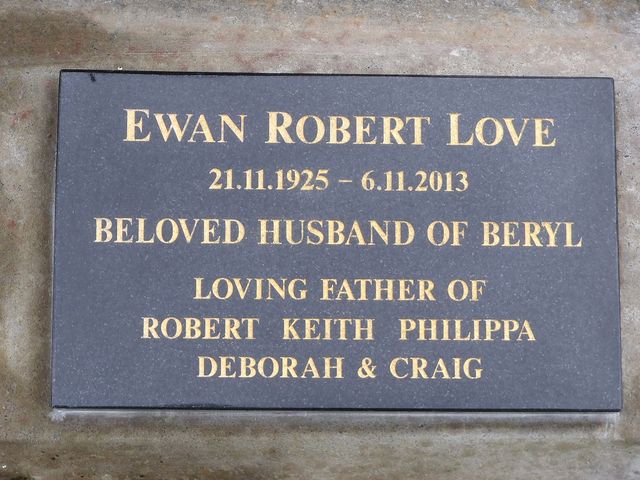 EWAN ROBERT LOVE
21.11.1925 – 6.11.2013
BELOVED HUSBAND OF BERYL
LOVING FATHER OF
ROBERT KEITH PHILIPPA
DEBORAH & CRAIG